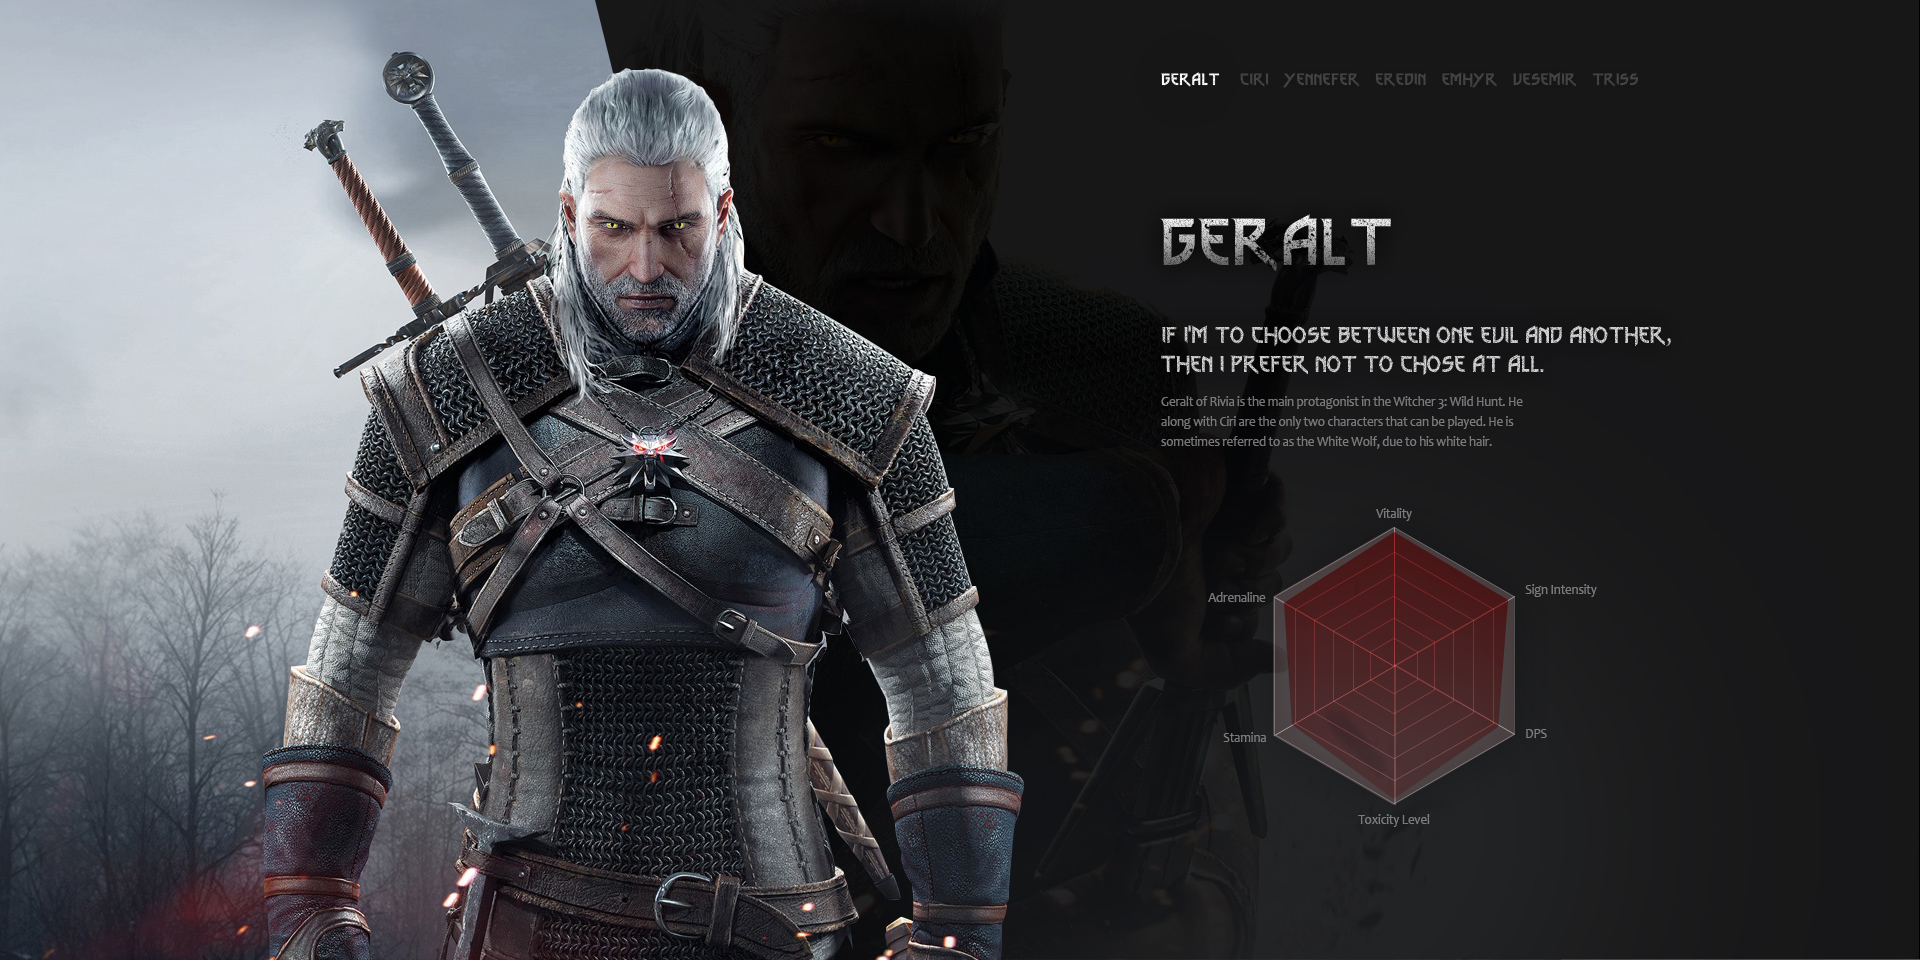 GERALT CIRI YENNEFER EREDIN EMHYR VESEMIR TRISS
GERALT
IF I'M TO CHOOSE BETWEEN ONE EVIL AND ANOTHER,
THEN I PREFER NOT TO CHOSE AT ALL.
Geralt of Rivia is the main protagonist in the Witcher 3: Wild Hunt. He
along with Ciri are the only two characters that can be played. He is
sometimes referred to as the White Wolf, due to his white hair.
Vitality
Sign Intensity
Adrenaline
DPS
Stamina
Toxicity Level